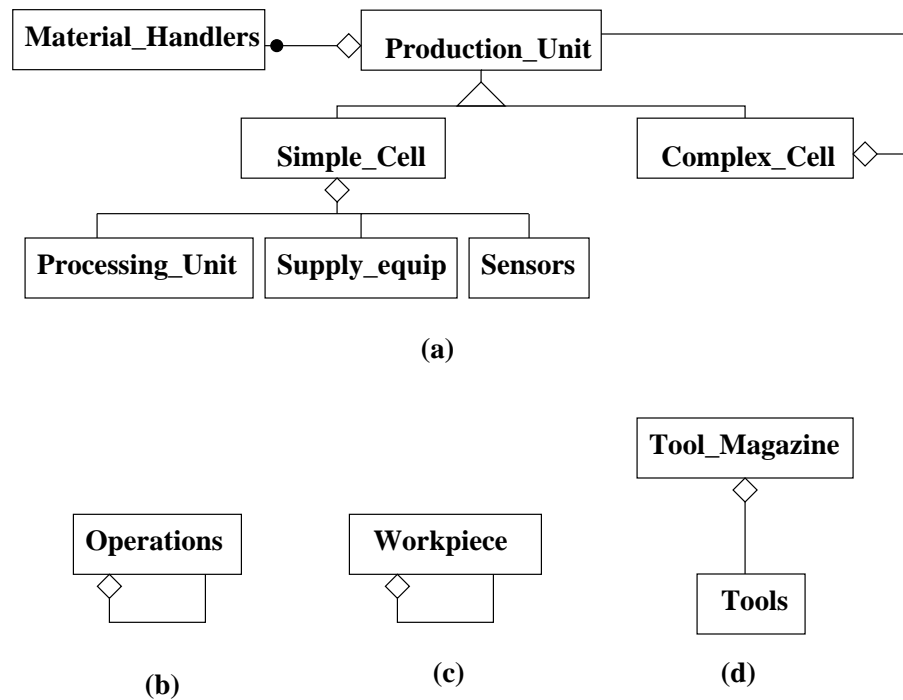 Material_Handlers
Production_Unit
Simple_Cell
Complex_Cell
Processing_Unit
Supply_equip
Sensors
(a)
Tool_Magazine
Operations
Workpiece
Tools
(b)
(c)
(d)